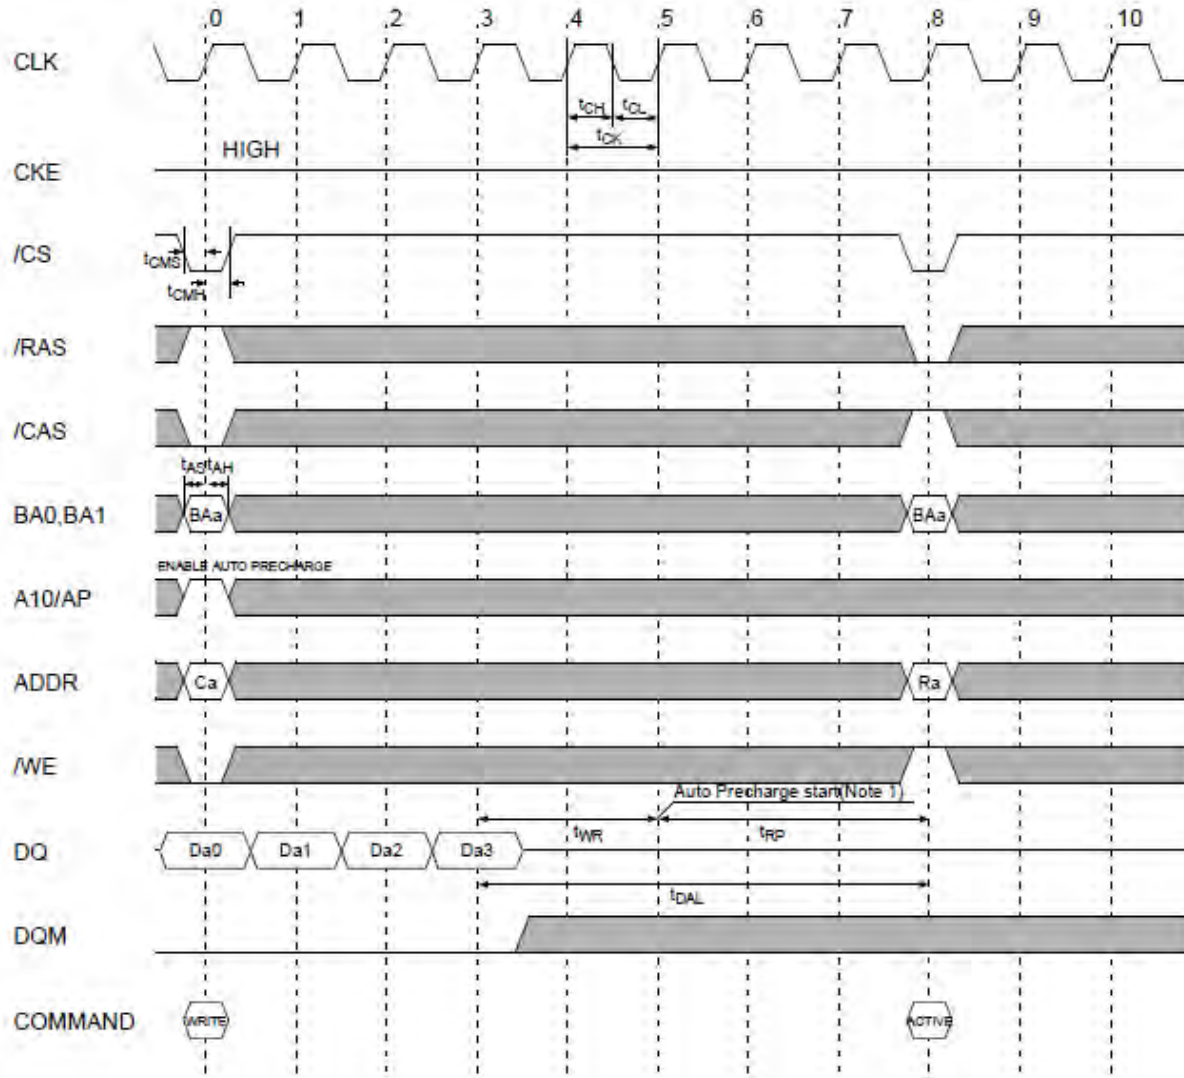 0 1 2 3 4 5 6 7 8 9 10
CLK
tCH tCL
tCK
HIGH
CKE
/CS
tCMS
tCMH
/RAS
/CAS
tAS tAH
BA0,BA1 BAa BAa
ENABLE AUTO PRECHARGE
A10/AP
ADDR Ca Ra
/WE
Auto Precharge start(Note 1)
tWR tRP
DQ Da0 Da1 Da2 Da3
tDAL
DQM
COMMAND WRITE ACTIVE